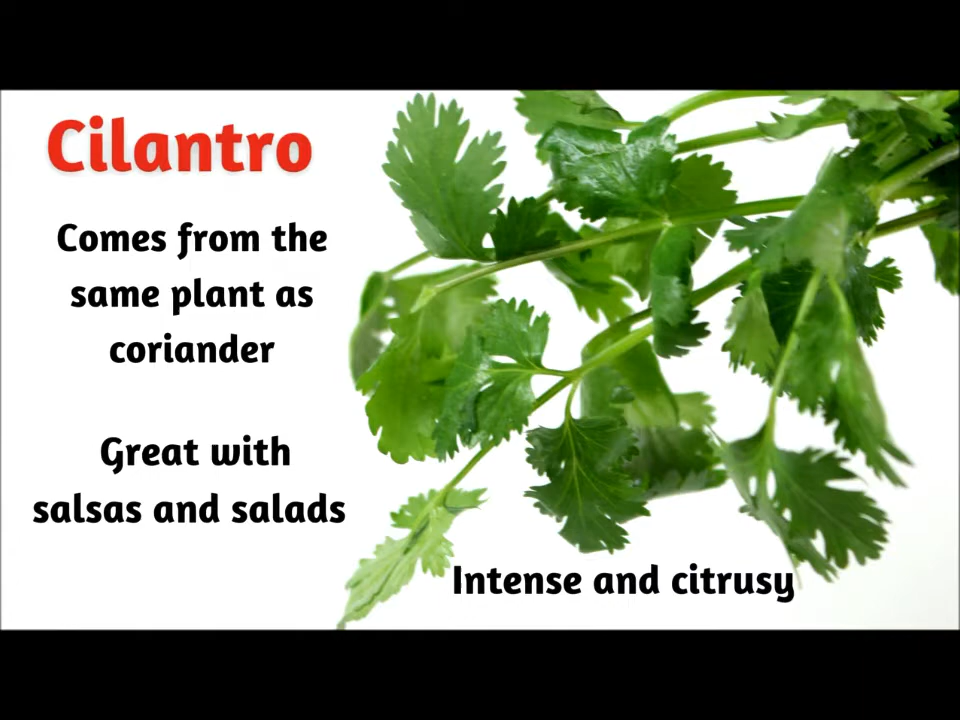 Cilantro
Comes from the
same plant as
coriander
Great with
salsas and salads
Intense and citrusy